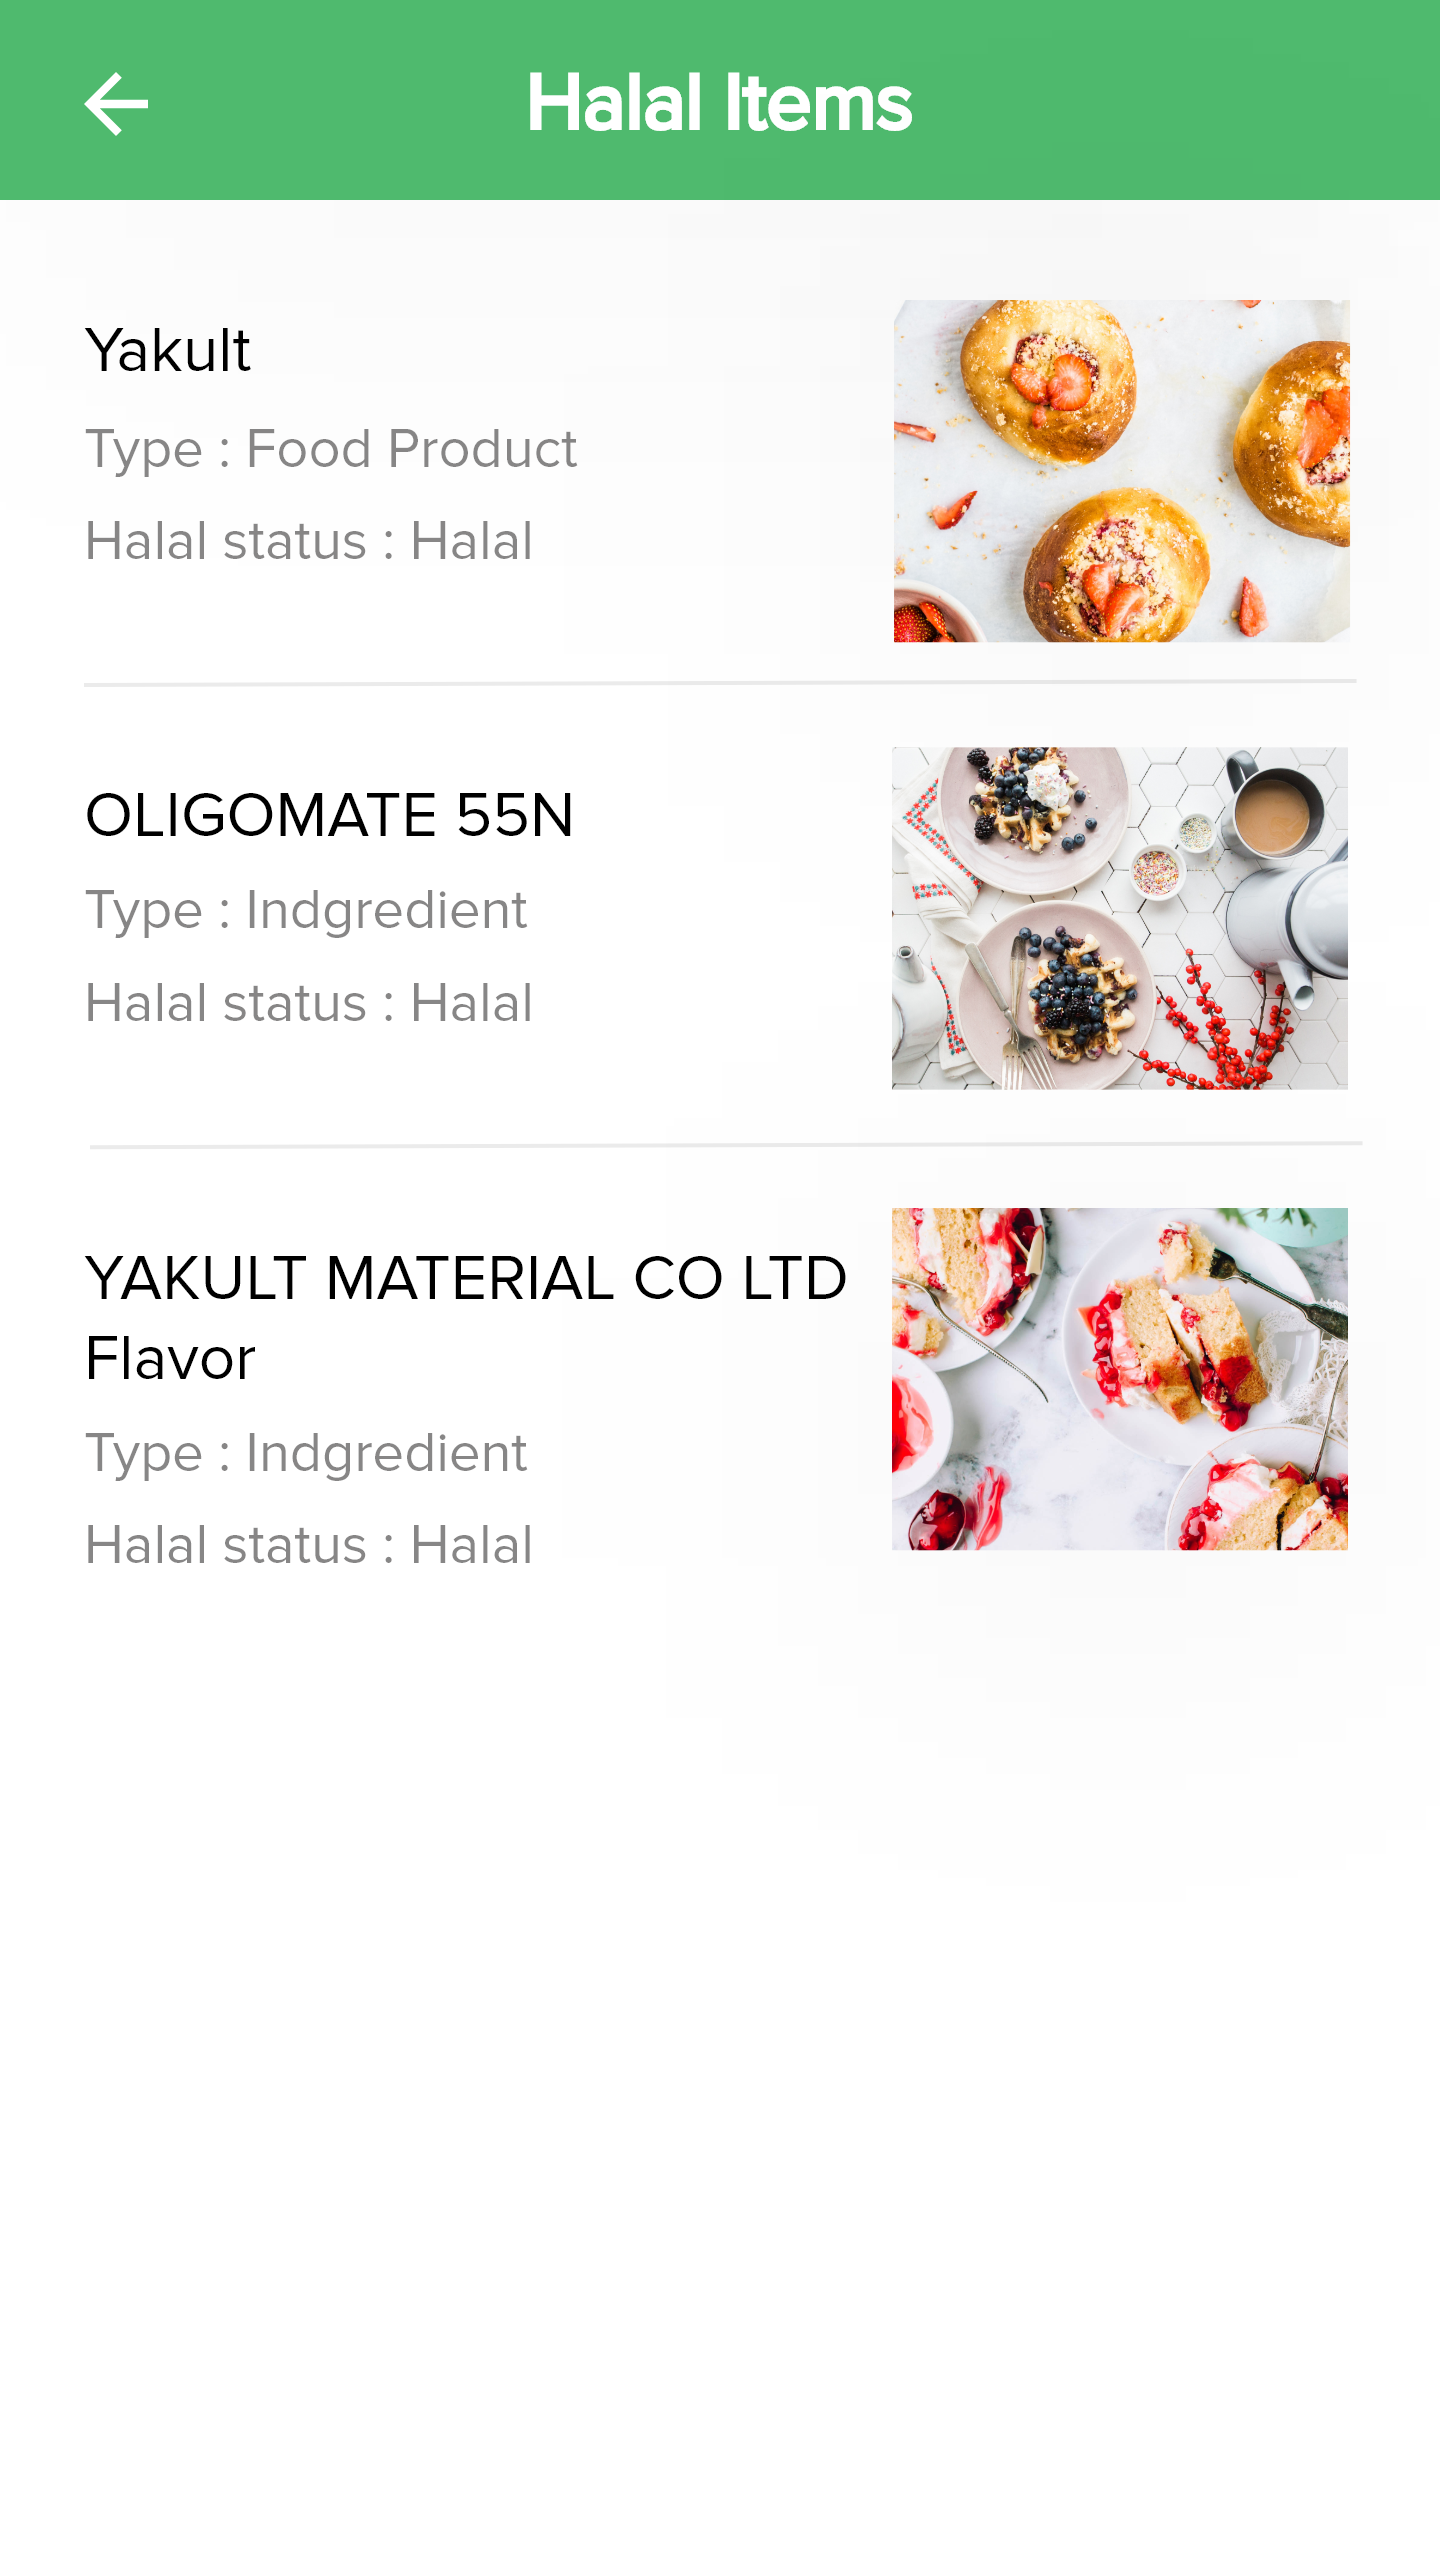 Halal Items
Yakult
Type : Food Product
Halal status : Halal
OLIGOMATE 55N
Type : Indgredient
Halal status : Halal
YAKULT MATERIAL CO LTD
Flavor
Type : Indgredient
Halal status : Halal